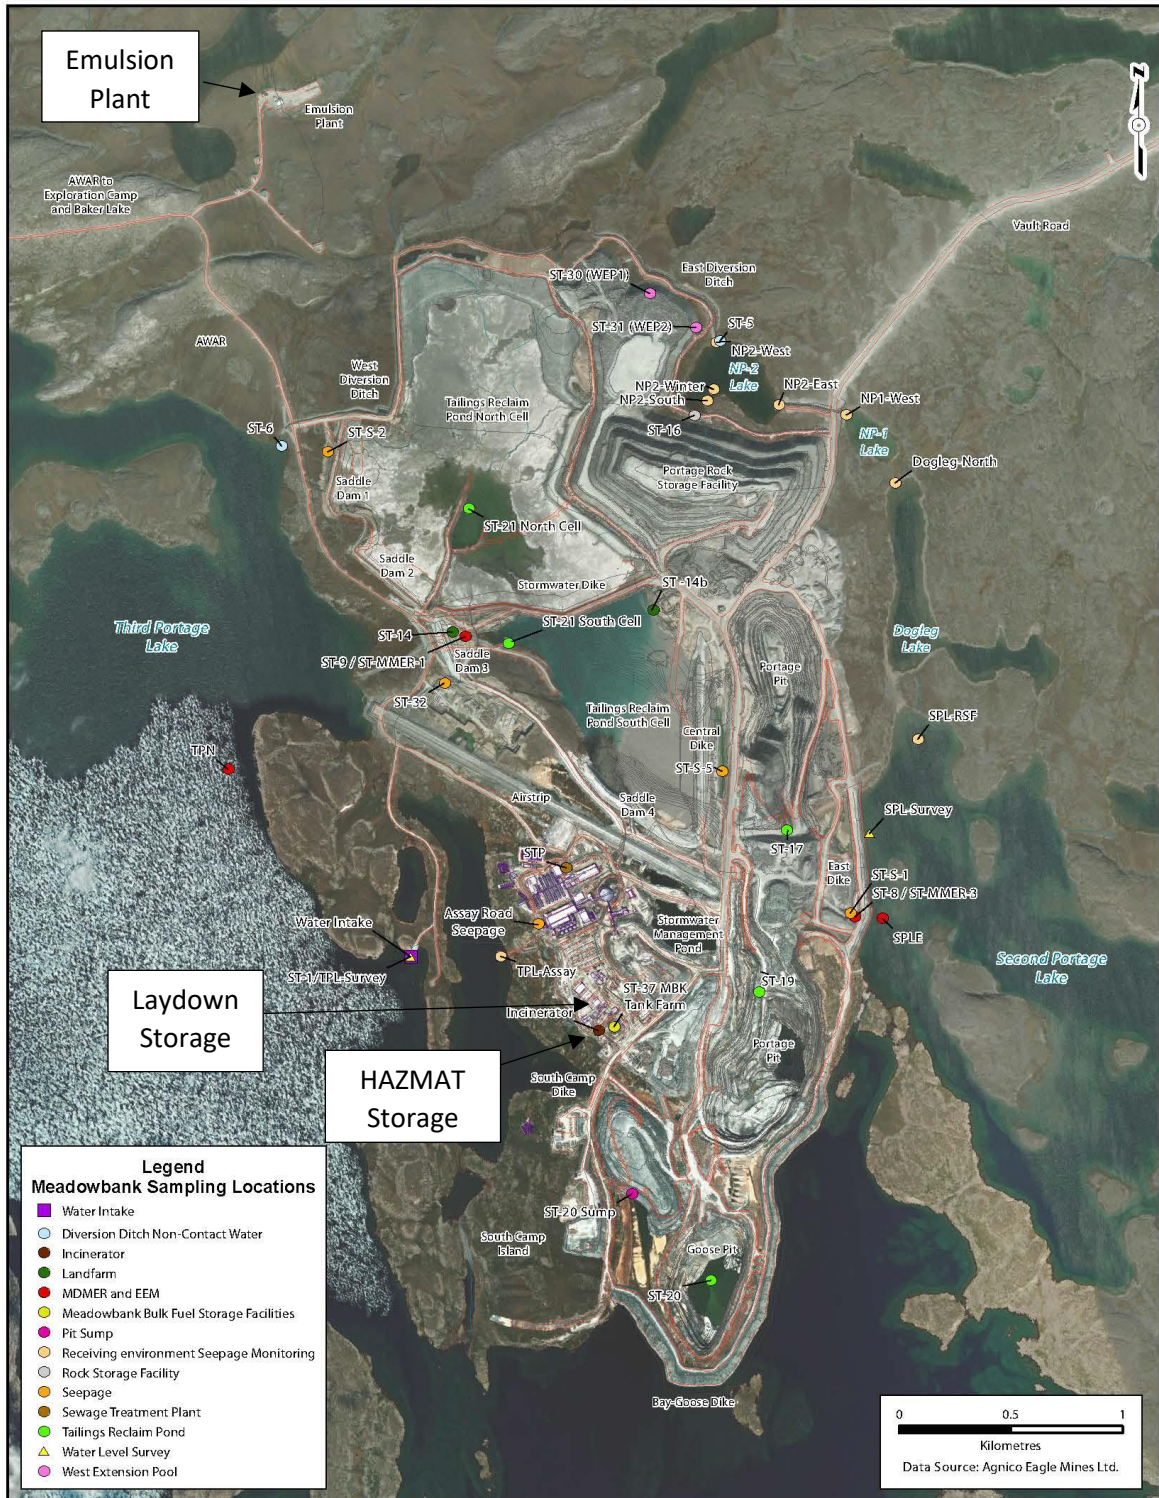 Emulsion
Plant
Emulsion
Plant
N
AWAR to
Exploration Camp
and Baker Lake
Vault Road
East Diversion
Ditch
ST-30 (WEP1)
ST-31 (WEP2)
ST-5
NP2-West
NP-2
Lake
AWAR
West
Diversion
Ditch
NP2-Winter
NP2-South
NP2-East
NP1-West
Tailings Reclaim
Pond North Cell
ST-16
ST-6
ST-S-2
NP-1
Lake
Dogleg-North
Portage Rock
Storage Facility
Saddle
Dam 1
ST-21 North Cell
Saddle
Dam 2
Stormwater Dike
ST -14b
Third Portage
Lake
ST-14
ST-21 South Cell
ST-9 / ST-MMER-1
Saddle
Dam 3
Dogleg
Lake
Portage
Pit
ST-32
Tailings Reclaim
Pond South Cell
Central
Dike
SPL-RSF
TPN
ST-S-5
Airstrip
Saddle
Dam 4
SPL-Survey
ST-17
STP
East
Dike
ST-S-1
ST-8 / ST-MMER-3
Water Intake
Assay Road
Seepage
Stormwater
Management
Pond
SPLE
ST-1/TPL-Survey
TPL-Assay
Second Portage
Lake
Laydown
Storage
ST-37 MBK
Tank Farm
ST-19
Incinerator
Portage
Pit
HAZMAT
Storage
South Camp
Dike
ST-20 Sump
South Camp
Island
Goose Pit
ST-20
Bay-Goose Dike
Legend
Meadowbank Sampling Locations
Water Intake
Diversion Ditch Non-Contact Water
Incinerator
Landfarm
MDMER and EEM
Meadowbank Bulk Fuel Storage Facilities
Pit Sump
Receiving environment Seepage Monitoring
Rock Storage Facility
Seepage
Sewage Treatment Plant
Tailings Reclaim Pond
Water Level Survey
West Extension Pool
0 0.5 1
Kilometres
Data Source: Agnico Eagle Mines Ltd.